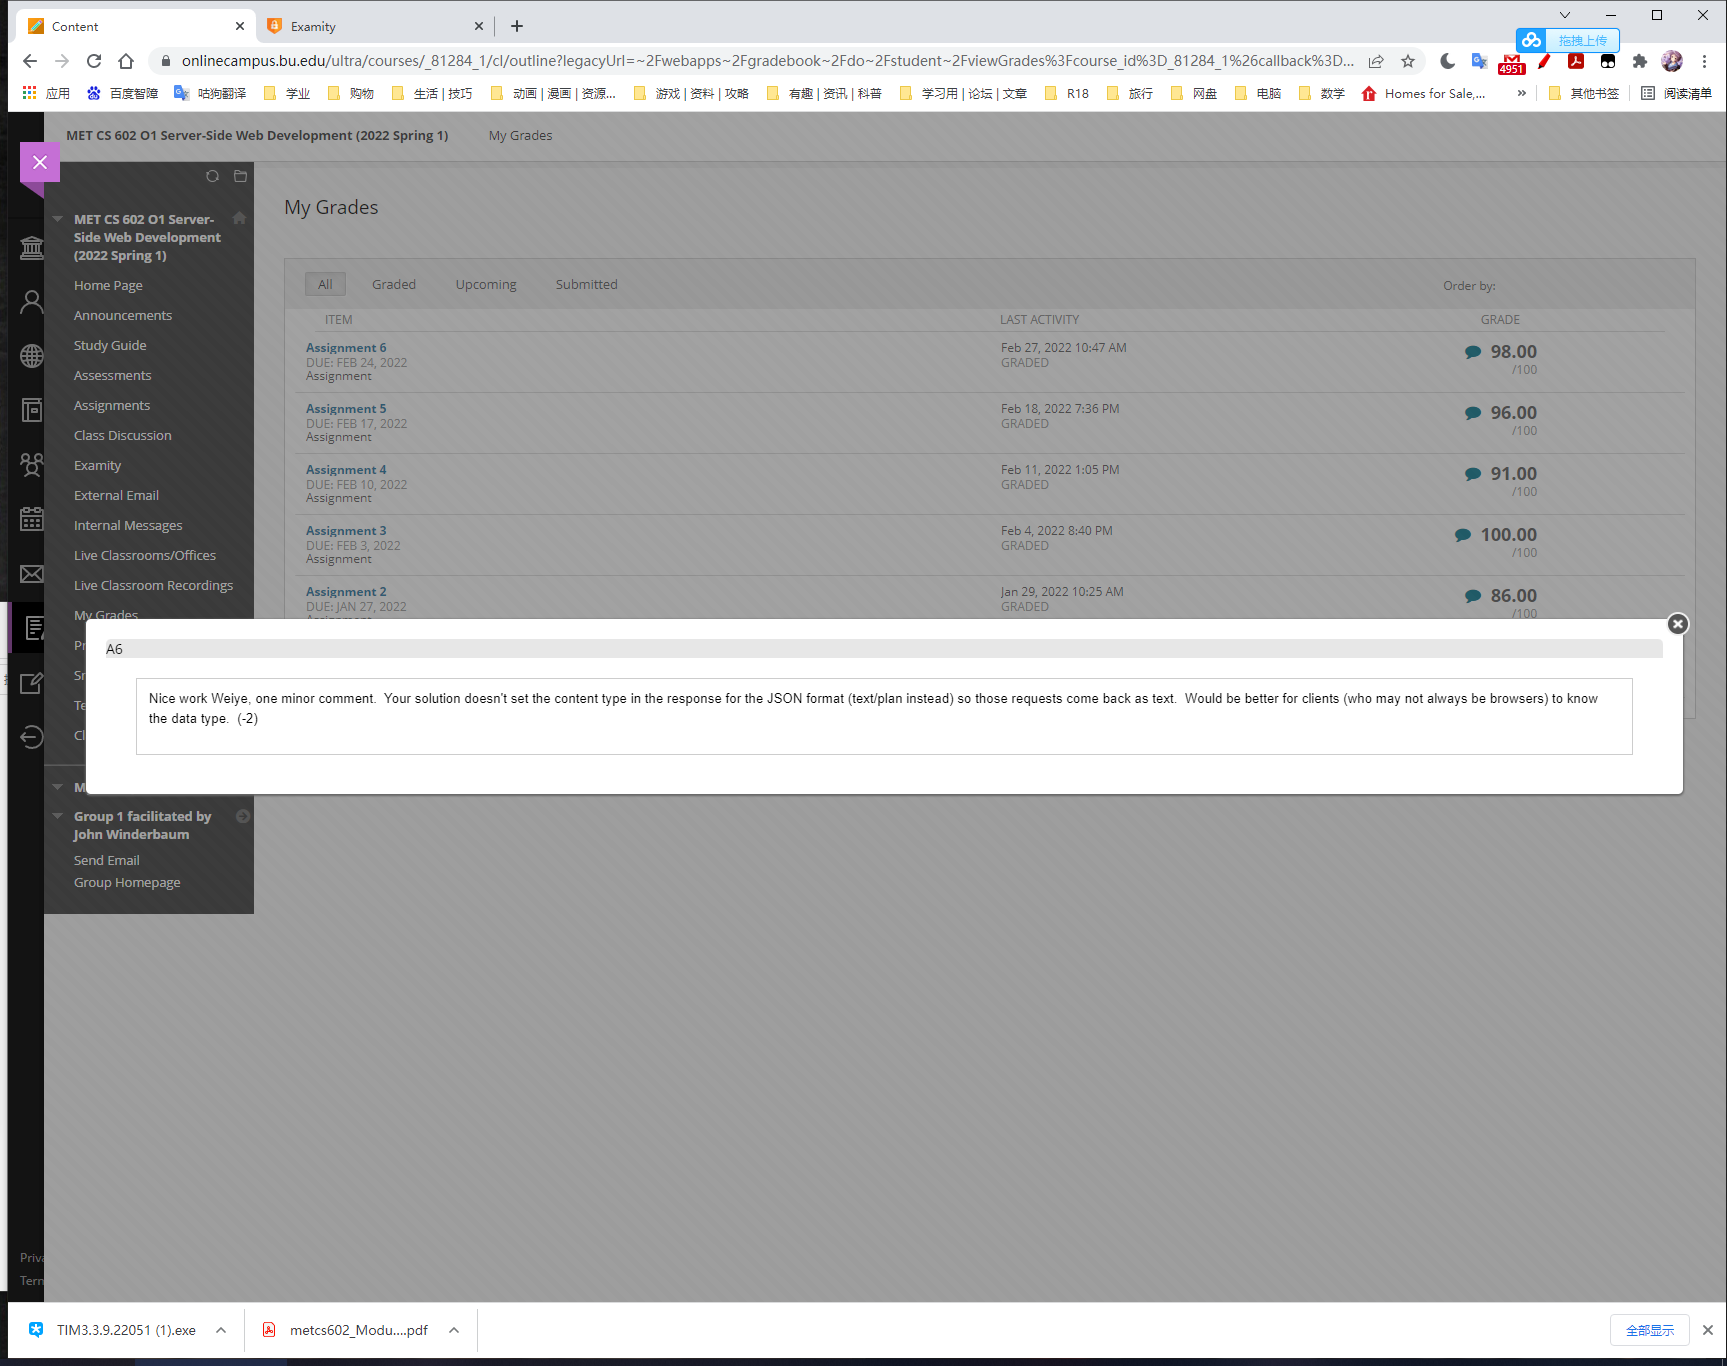 Content
Examity
拖拽上传
onlinecampus.bu.edu/ultra/courses/_81284_1/cl/outline?legacyUrl=~2Fwebapps~2Fgradebook~2Fdo~2Fstudent~2FviewGrades%3Fcourse_id%3D_81284_1%26callback%3D...
4951
应用
百度智障
咕狗翻译
学业
购物
生活 | 技巧
动画 | 漫画 | 资源...
游戏 | 资料 | 攻略
有趣 | 资讯 | 科普
学习用 | 论坛 | 文章
R18
旅行
网盘
电脑
数学
Homes for Sale,...
»
其他书签
阅读清单
MET CS 602 O1 Server-Side Web Development (2022 Spring 1)
My Grades
MET CS 602 O1 Server-
Side Web Development
(2022 Spring 1)
Home Page
Announcements
Study Guide
Assessments
Assignments
Class Discussion
Examity
External Email
Internal Messages
Live Classrooms/Offices
Live Classroom Recordings
My Grades
My Grades
All
Graded
Upcoming
Submitted
Order by:
ITEM
LAST ACTIVITY
GRADE
Assignment 6
DUE: FEB 24, 2022
Assignment
Feb 27, 2022 10:47 AM
GRADED
98.00
/100
Assignment 5
DUE: FEB 17, 2022
Assignment
Feb 18, 2022 7:36 PM
GRADED
96.00
/100
Assignment 4
DUE: FEB 10, 2022
Assignment
Feb 11, 2022 1:05 PM
GRADED
91.00
/100
Assignment 3
DUE: FEB 3, 2022
Assignment
Feb 4, 2022 8:40 PM
GRADED
100.00
/100
Assignment 2
DUE: JAN 27, 2022
Jan 29, 2022 10:25 AM
GRADED
86.00
/100
A6
Nice work Weiye, one minor comment.  Your solution doesn't set the content type in the response for the JSON format (text/plan instead) so those requests come back as text.  Would be better for clients (who may not always be browsers) to know
the data type.  (-2)
Group 1 facilitated by
John Winderbaum
Send Email
Group Homepage
Priva
Term
TIM3.3.9.22051 (1).exe
metcs602_Modu....pdf
全部显示